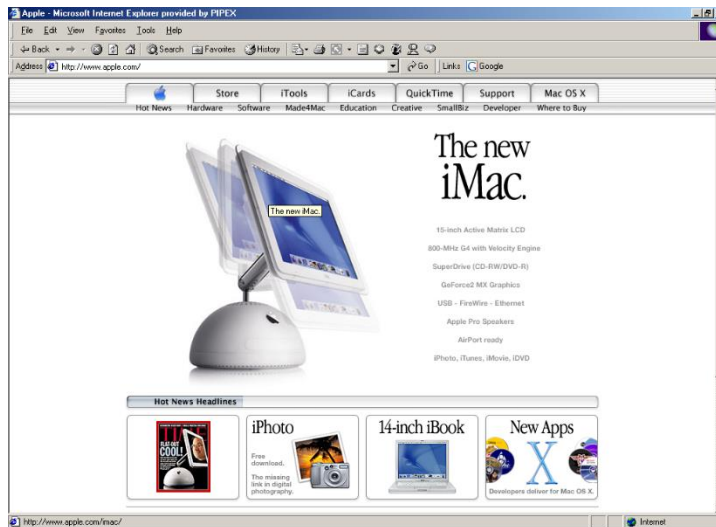 Apple - Microsoft Internet Explorer provided by PIPEX
File Edit View Favorites Tools Help
Back Search Favorites History
Address http://www.apple.com/ Go Links Google
Store iTools iCards QuickTime Support Mac OS X
Hot News Hardware Software Made4Mac Education Creative SmallBiz Developer Where to Buy
The new
iMac.
The new iMac.
15-inch Active Matrix LCD
800-MHz G4 with Velocity Engine
SuperDrive (CD-RW/DVD-R)
GeForce2 MX Graphics
USB - FireWire - Ethernet
Apple Pro Speakers
AirPort ready
iPhoto, iTunes, iMovie, iDVD
Hot News Headlines
TIME
FLAT-OUT
COOL!
iPhoto
Free
download.
The missing
link in digital
photography.
14-inch iBook
New Apps
X
Developers deliver for Mac OS X.
http://www.apple.com/imac/ Internet